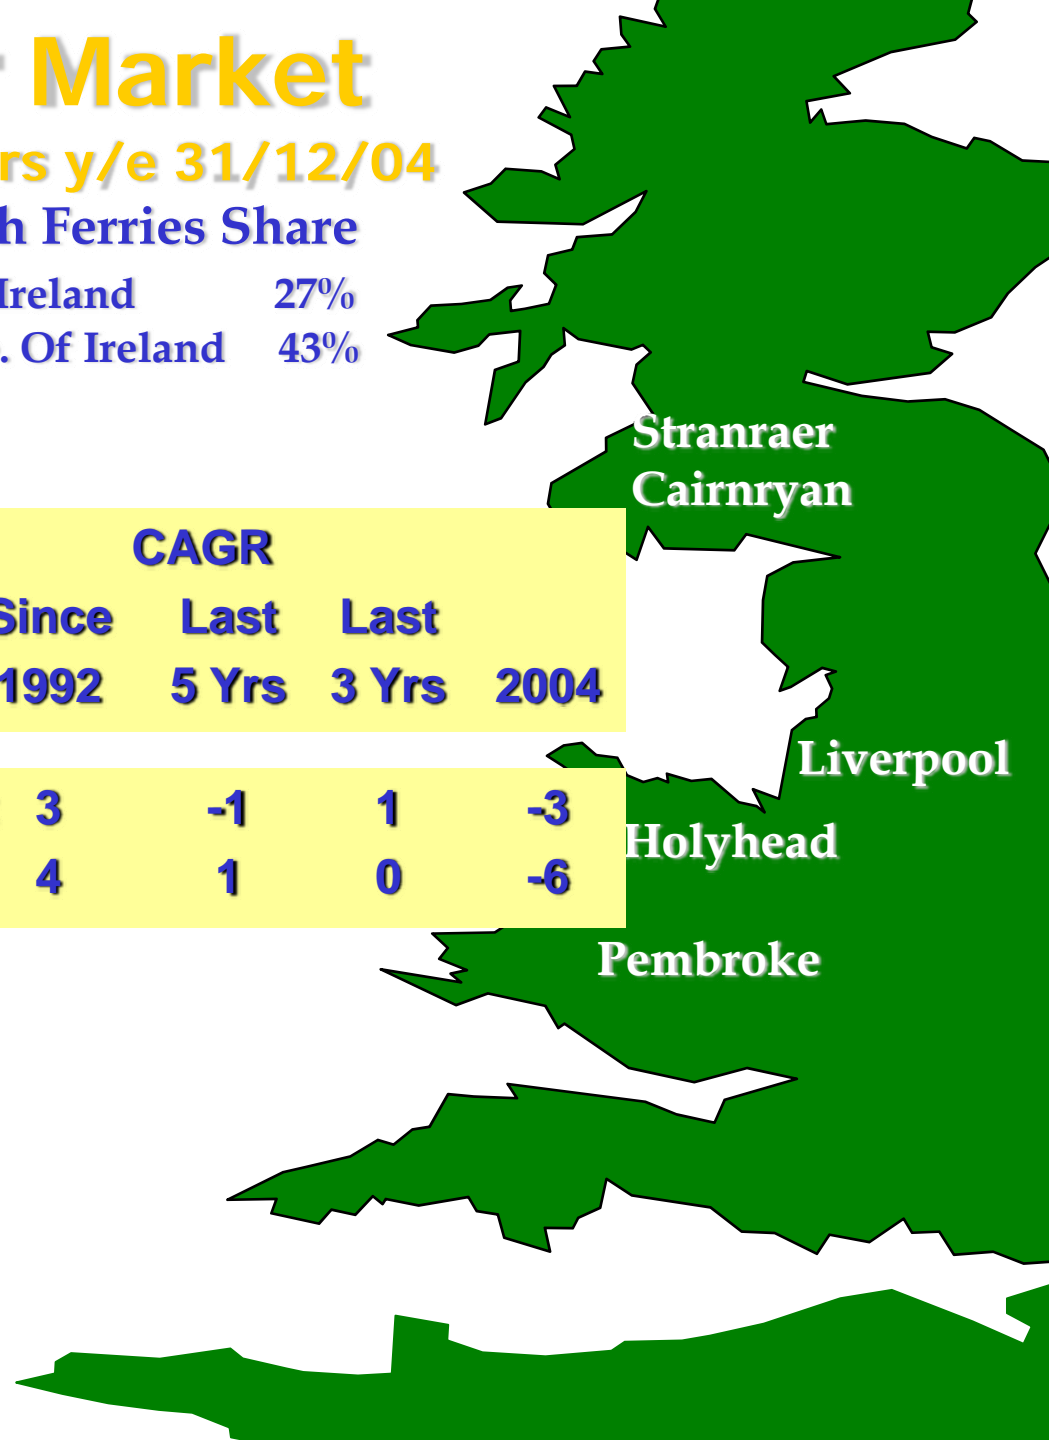 Market
rs y/e 31/12/04
h Ferries Share
Ireland 27%
. Of Ireland 43%
Stranraer
Cairnryan
CAGR
Since Last Last
1992 5 Yrs 3 Yrs 2004
Liverpool
3 -1 1 -3
Holyhead
4 1 0 -6
Pembroke